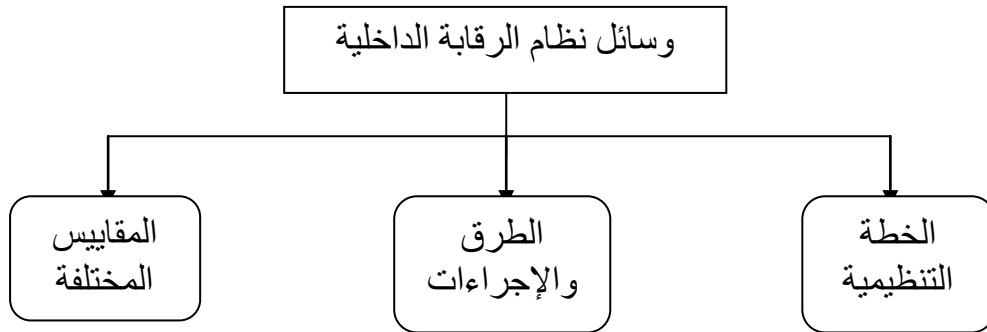 وسائل نظام الرقابة الداخلية
الخطة
التنظيمية
الطرق
والإجراءات
المقاييس
المختلفة